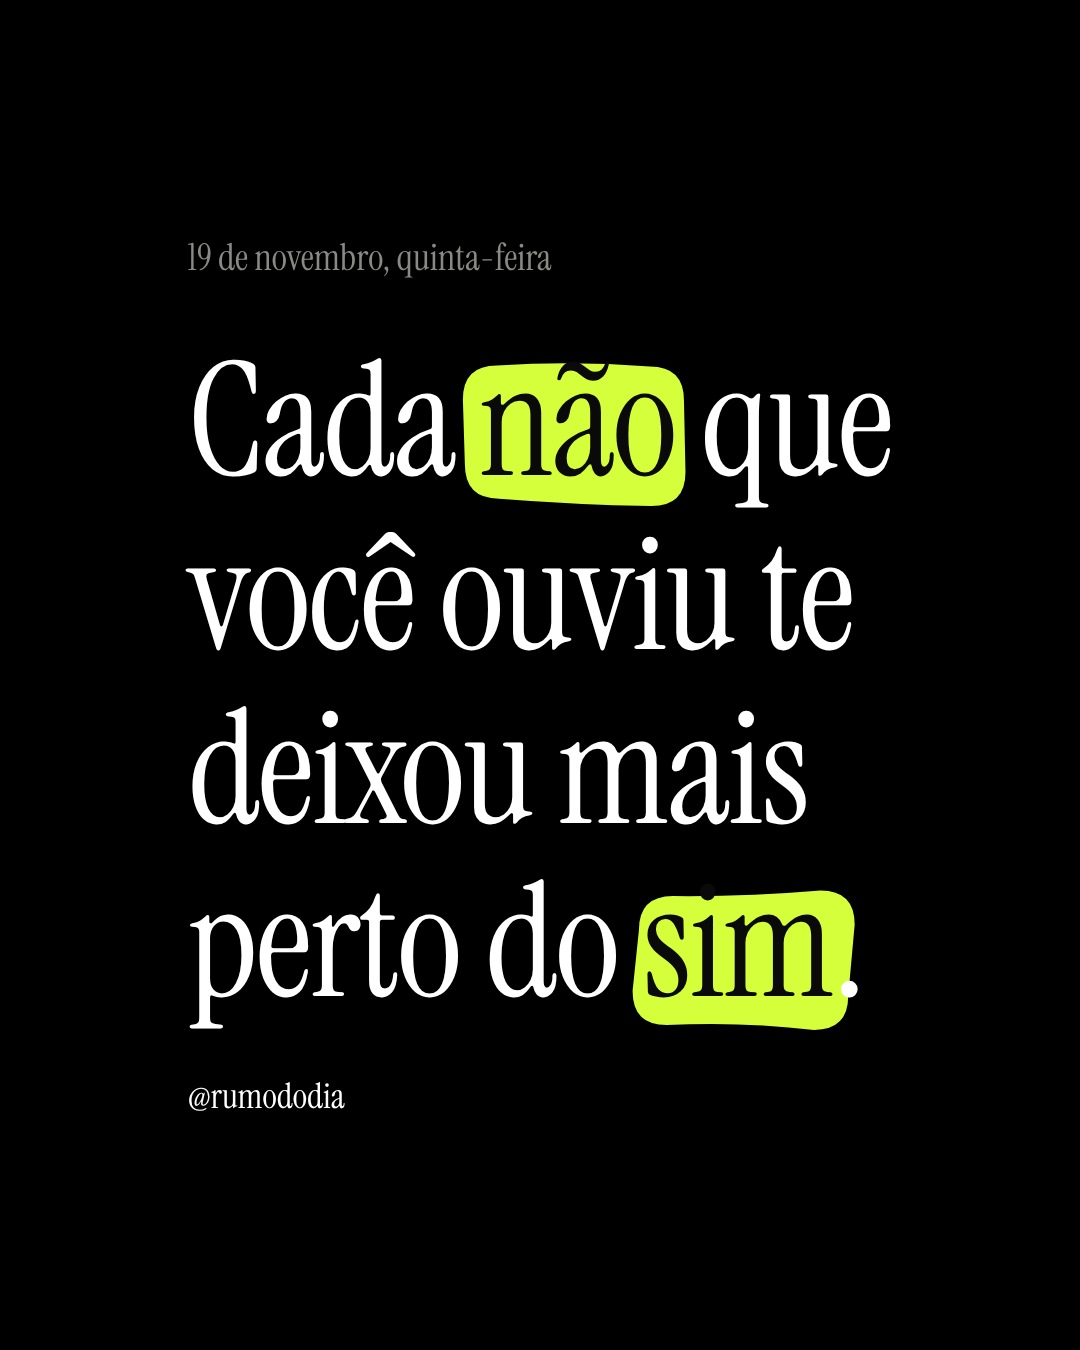 19 de novembro, quinta-feira
Cada não que
você ouviu te
deixou mais
perto do sim.
@rumododia